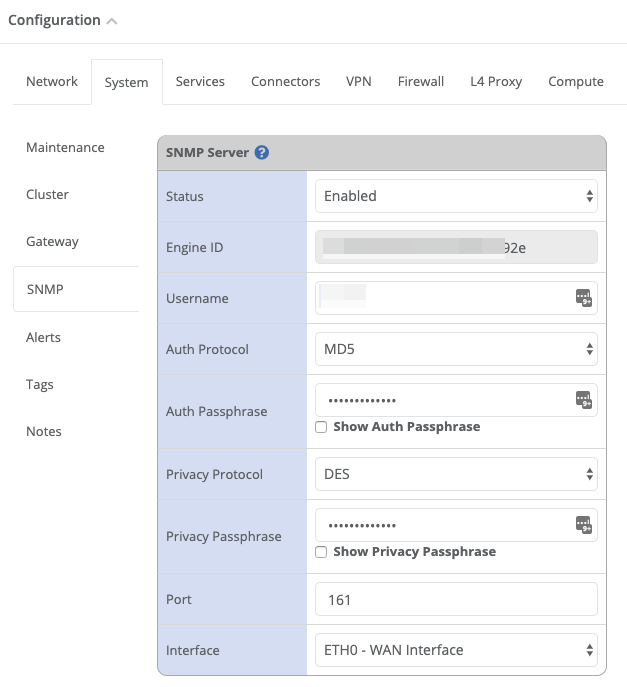 Configuration
Network System Services Connectors VPN Firewall L4 Proxy Compute
Maintenance
Cluster
Gateway
SNMP
Alerts
Tags
Notes
SNMP Server ?
Status Enabled
Engine ID 92e
Username
Auth Protocol MD5
Auth Passphrase •••••••••••••
Show Auth Passphrase
Privacy Protocol DES
Privacy Passphrase •••••••••••••
Show Privacy Passphrase
Port 161
Interface ETH0 - WAN Interface